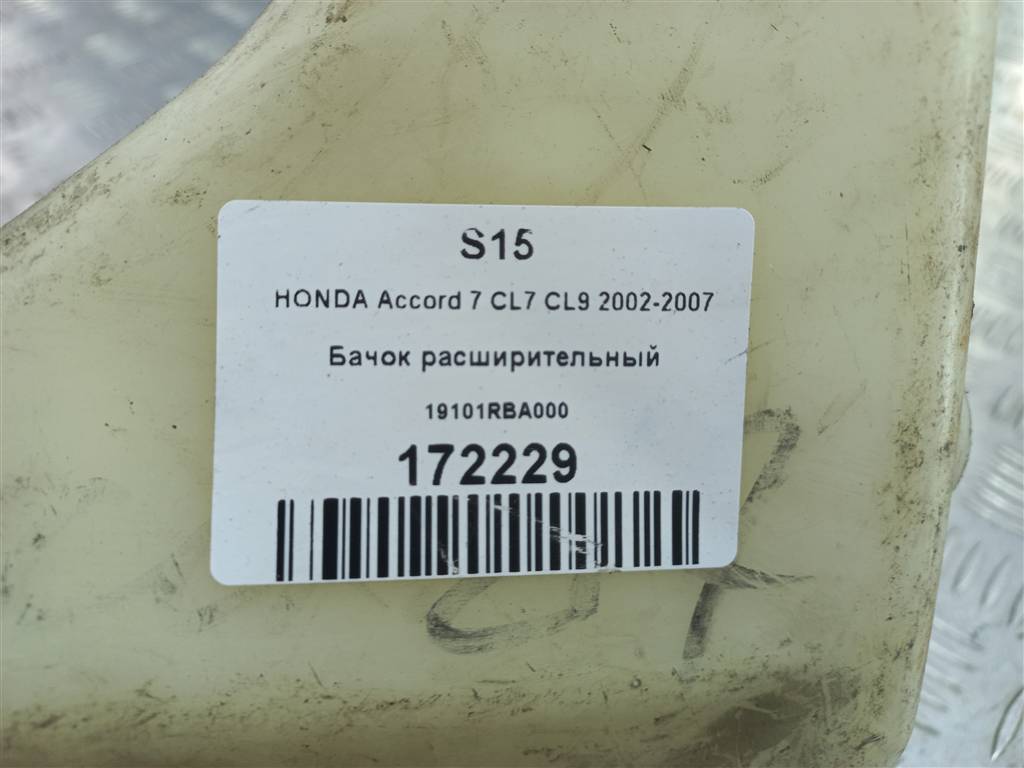 S15
HONDA Accord 7 CL7 CL9 2002-2007
Бачок расширительный
19101RBA000
172229